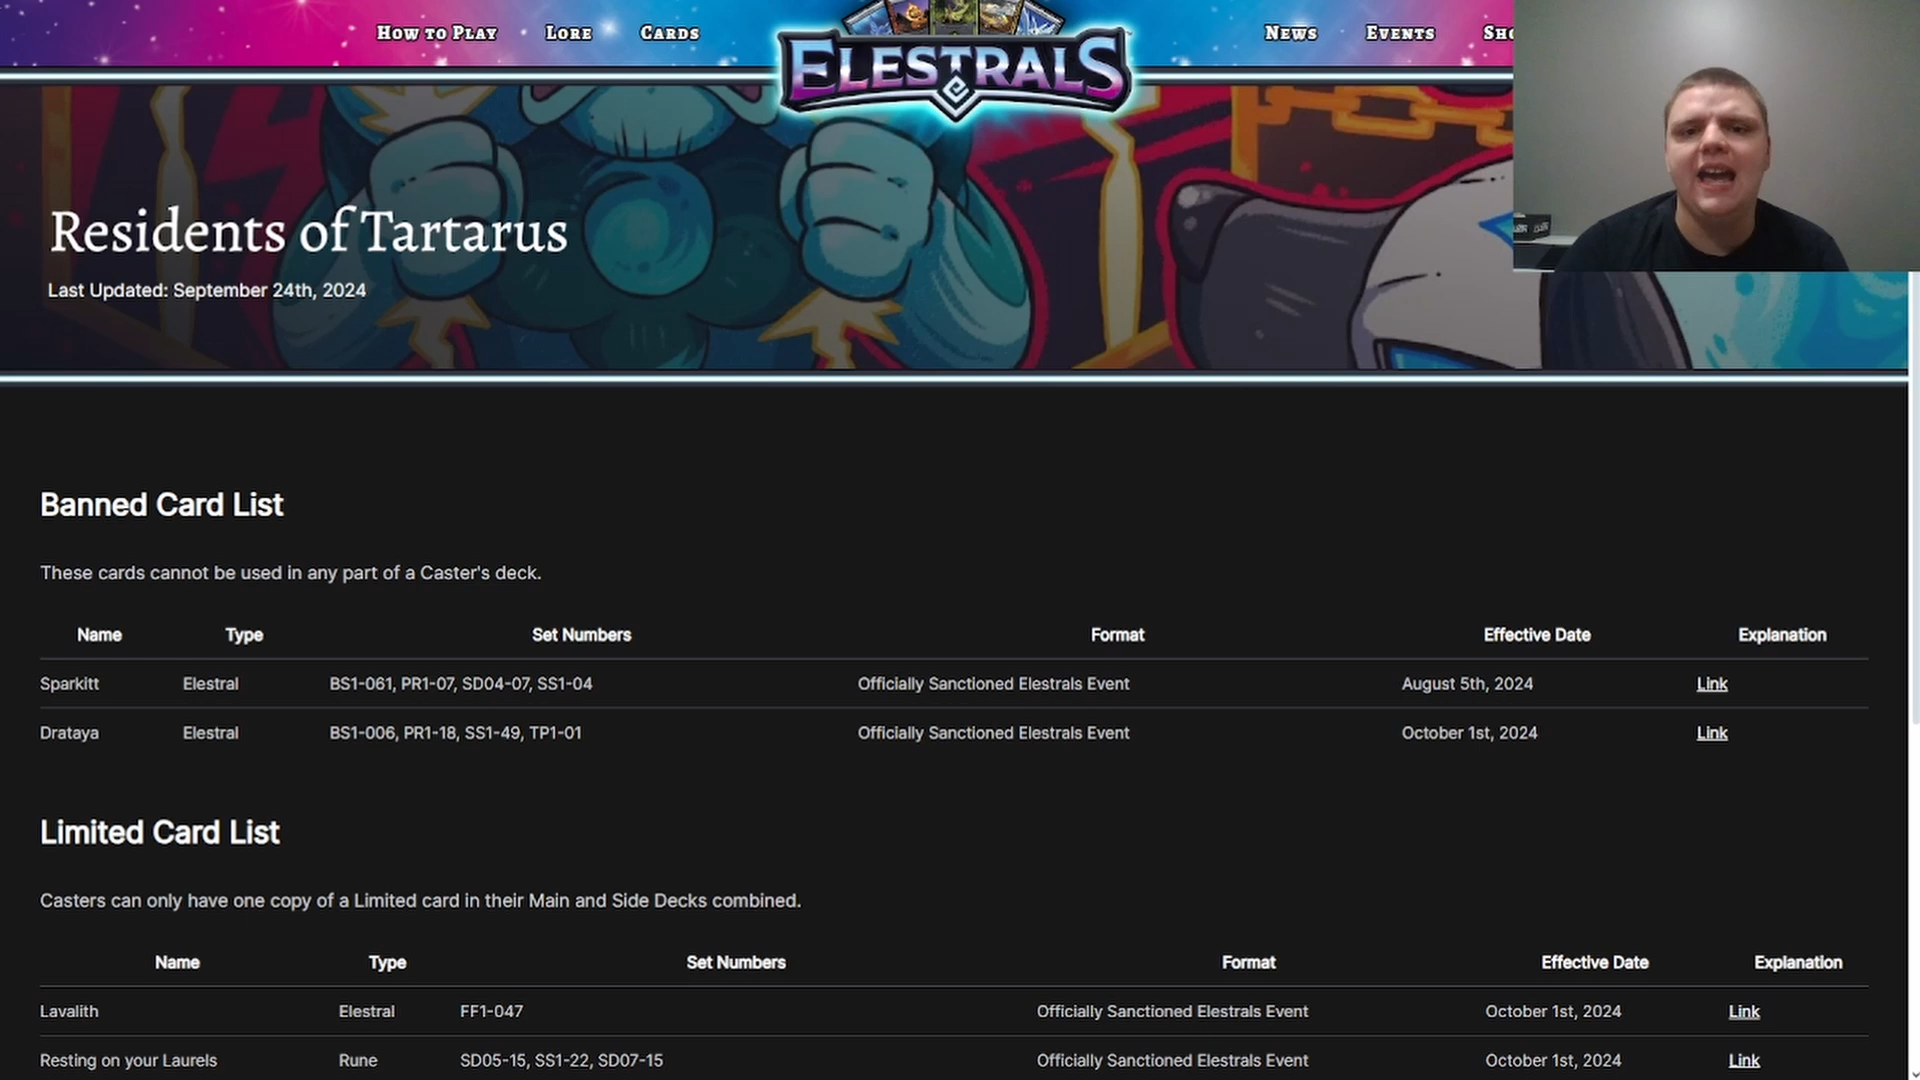 How to Play Lore Cards ELESTRALS News Events
Residents of Tartarus
Last Updated: September 24th, 2024
Banned Card List
These cards cannot be used in any part of a Caster's deck.
Name Type Set Numbers Format Effective Date Explanation
Sparkitt Elestral BS1-061, PR1-07, SD04-07, SS1-04 Officially Sanctioned Elestrals Event August 5th, 2024 Link
Drataya Elestral BS1-006, PR1-18, SS1-49, TP1-01 Officially Sanctioned Elestrals Event October 1st, 2024 Link
Limited Card List
Casters can only have one copy of a Limited card in their Main and Side Decks combined.
Name Type Set Numbers Format Effective Date Explanation
Lavalith Elestral FF1-047 Officially Sanctioned Elestrals Event October 1st, 2024 Link
Resting on your Laurels Rune SD05-15, SS1-22, SD07-15 Officially Sanctioned Elestrals Event October 1st, 2024 Link